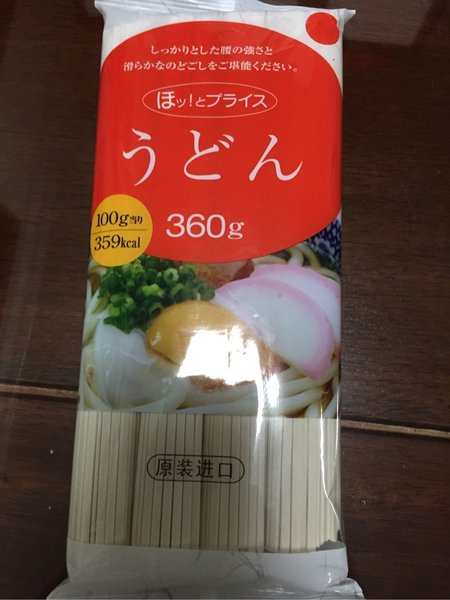 しっかりとした腰の強さと
滑らかなのどごしをご堪能ください。
ほッ!とプライス
うどん
100g当り
359kcal
360g
原装进口